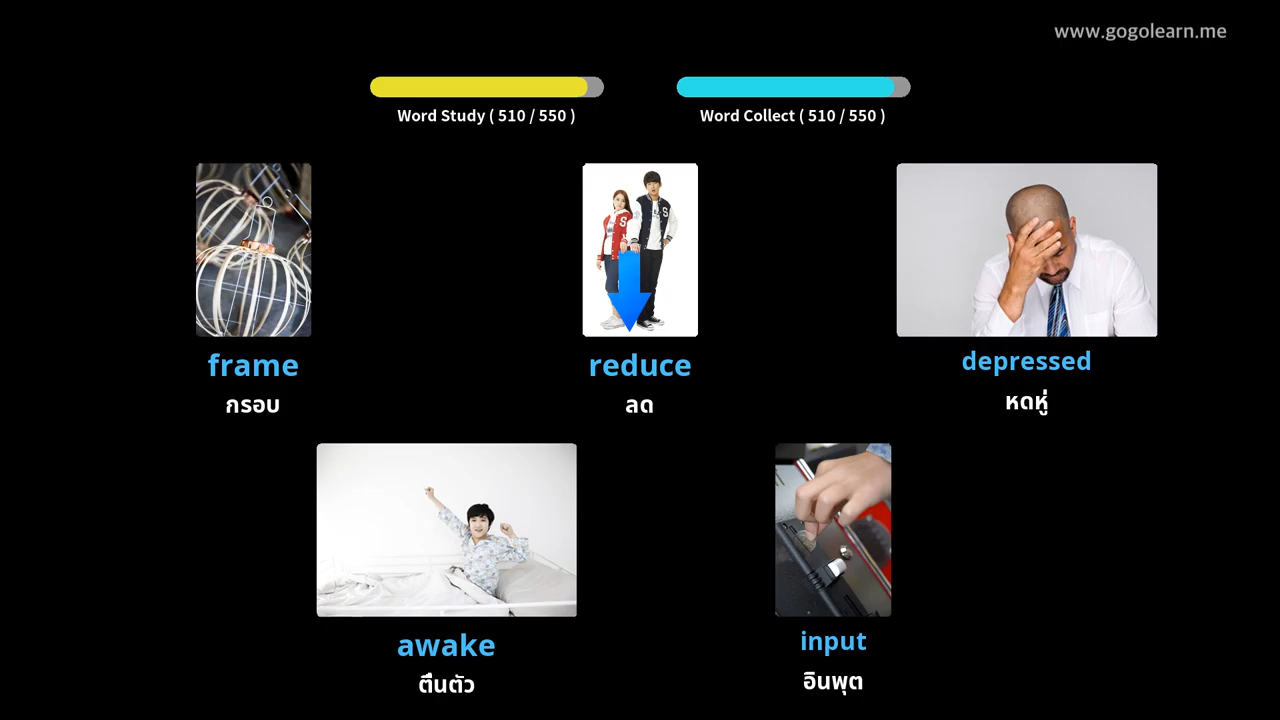 www.gogolearn.me
Word Study ( 510 / 550 )
Word Collect ( 510 / 550 )
frame
กรอบ
reduce
ลด
depressed
หดหู่
awake
ตื่นตัว
input
อินพุต